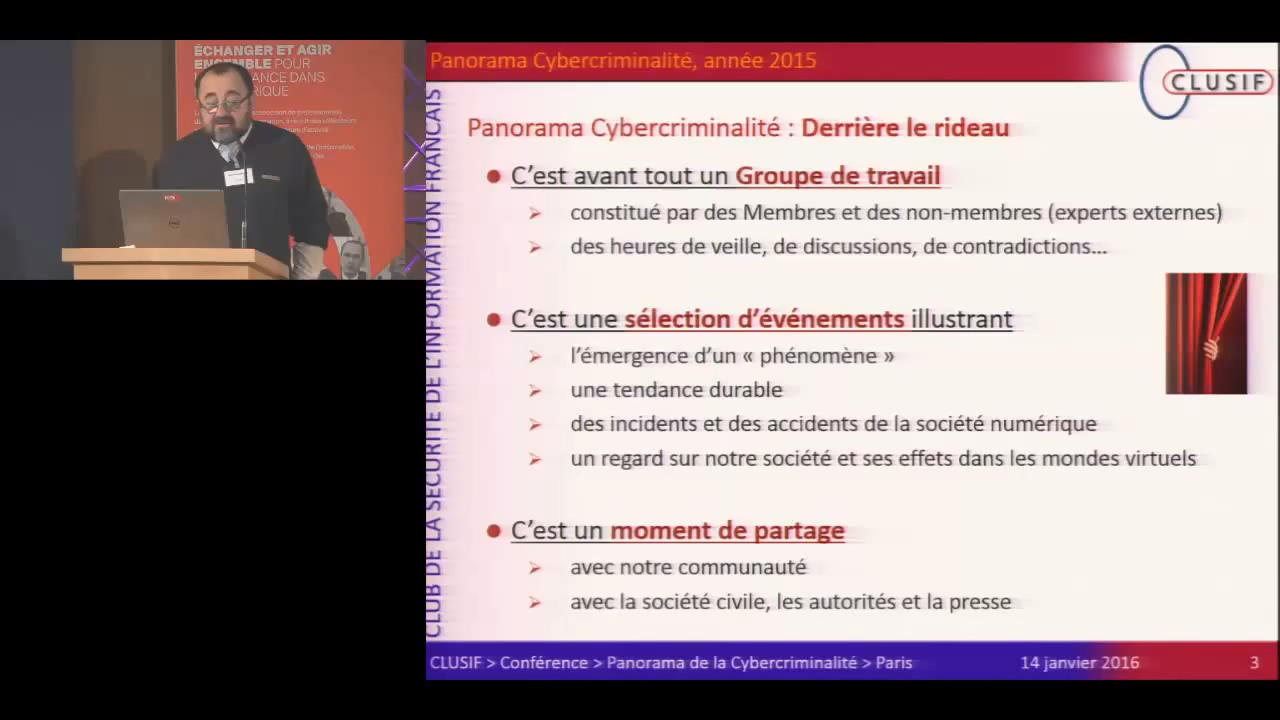 ÉCHANGER ET AGIR
ENSEMBLE POUR
Panorama Cybercriminalité, année 2015
CLUSIF
CLUB DE LA SECURITE DE L'INFORMATION FRANCAIS
Panorama Cybercriminalité : Derrière le rideau
C'est avant tout un Groupe de travail
constitué par des Membres et des non-membres (experts externes)
des heures de veille, de discussions, de contradictions...
C'est une sélection d'événements illustrant
l'émergence d'un « phénomène »
une tendance durable
des incidents et des accidents de la société numérique
un regard sur notre société et ses effets dans les mondes virtuels
C'est un moment de partage
avec notre communauté
avec la société civile, les autorités et la presse
CLUSIF > Conférence > Panorama de la Cybercriminalité > Paris
14 janvier 2016
3